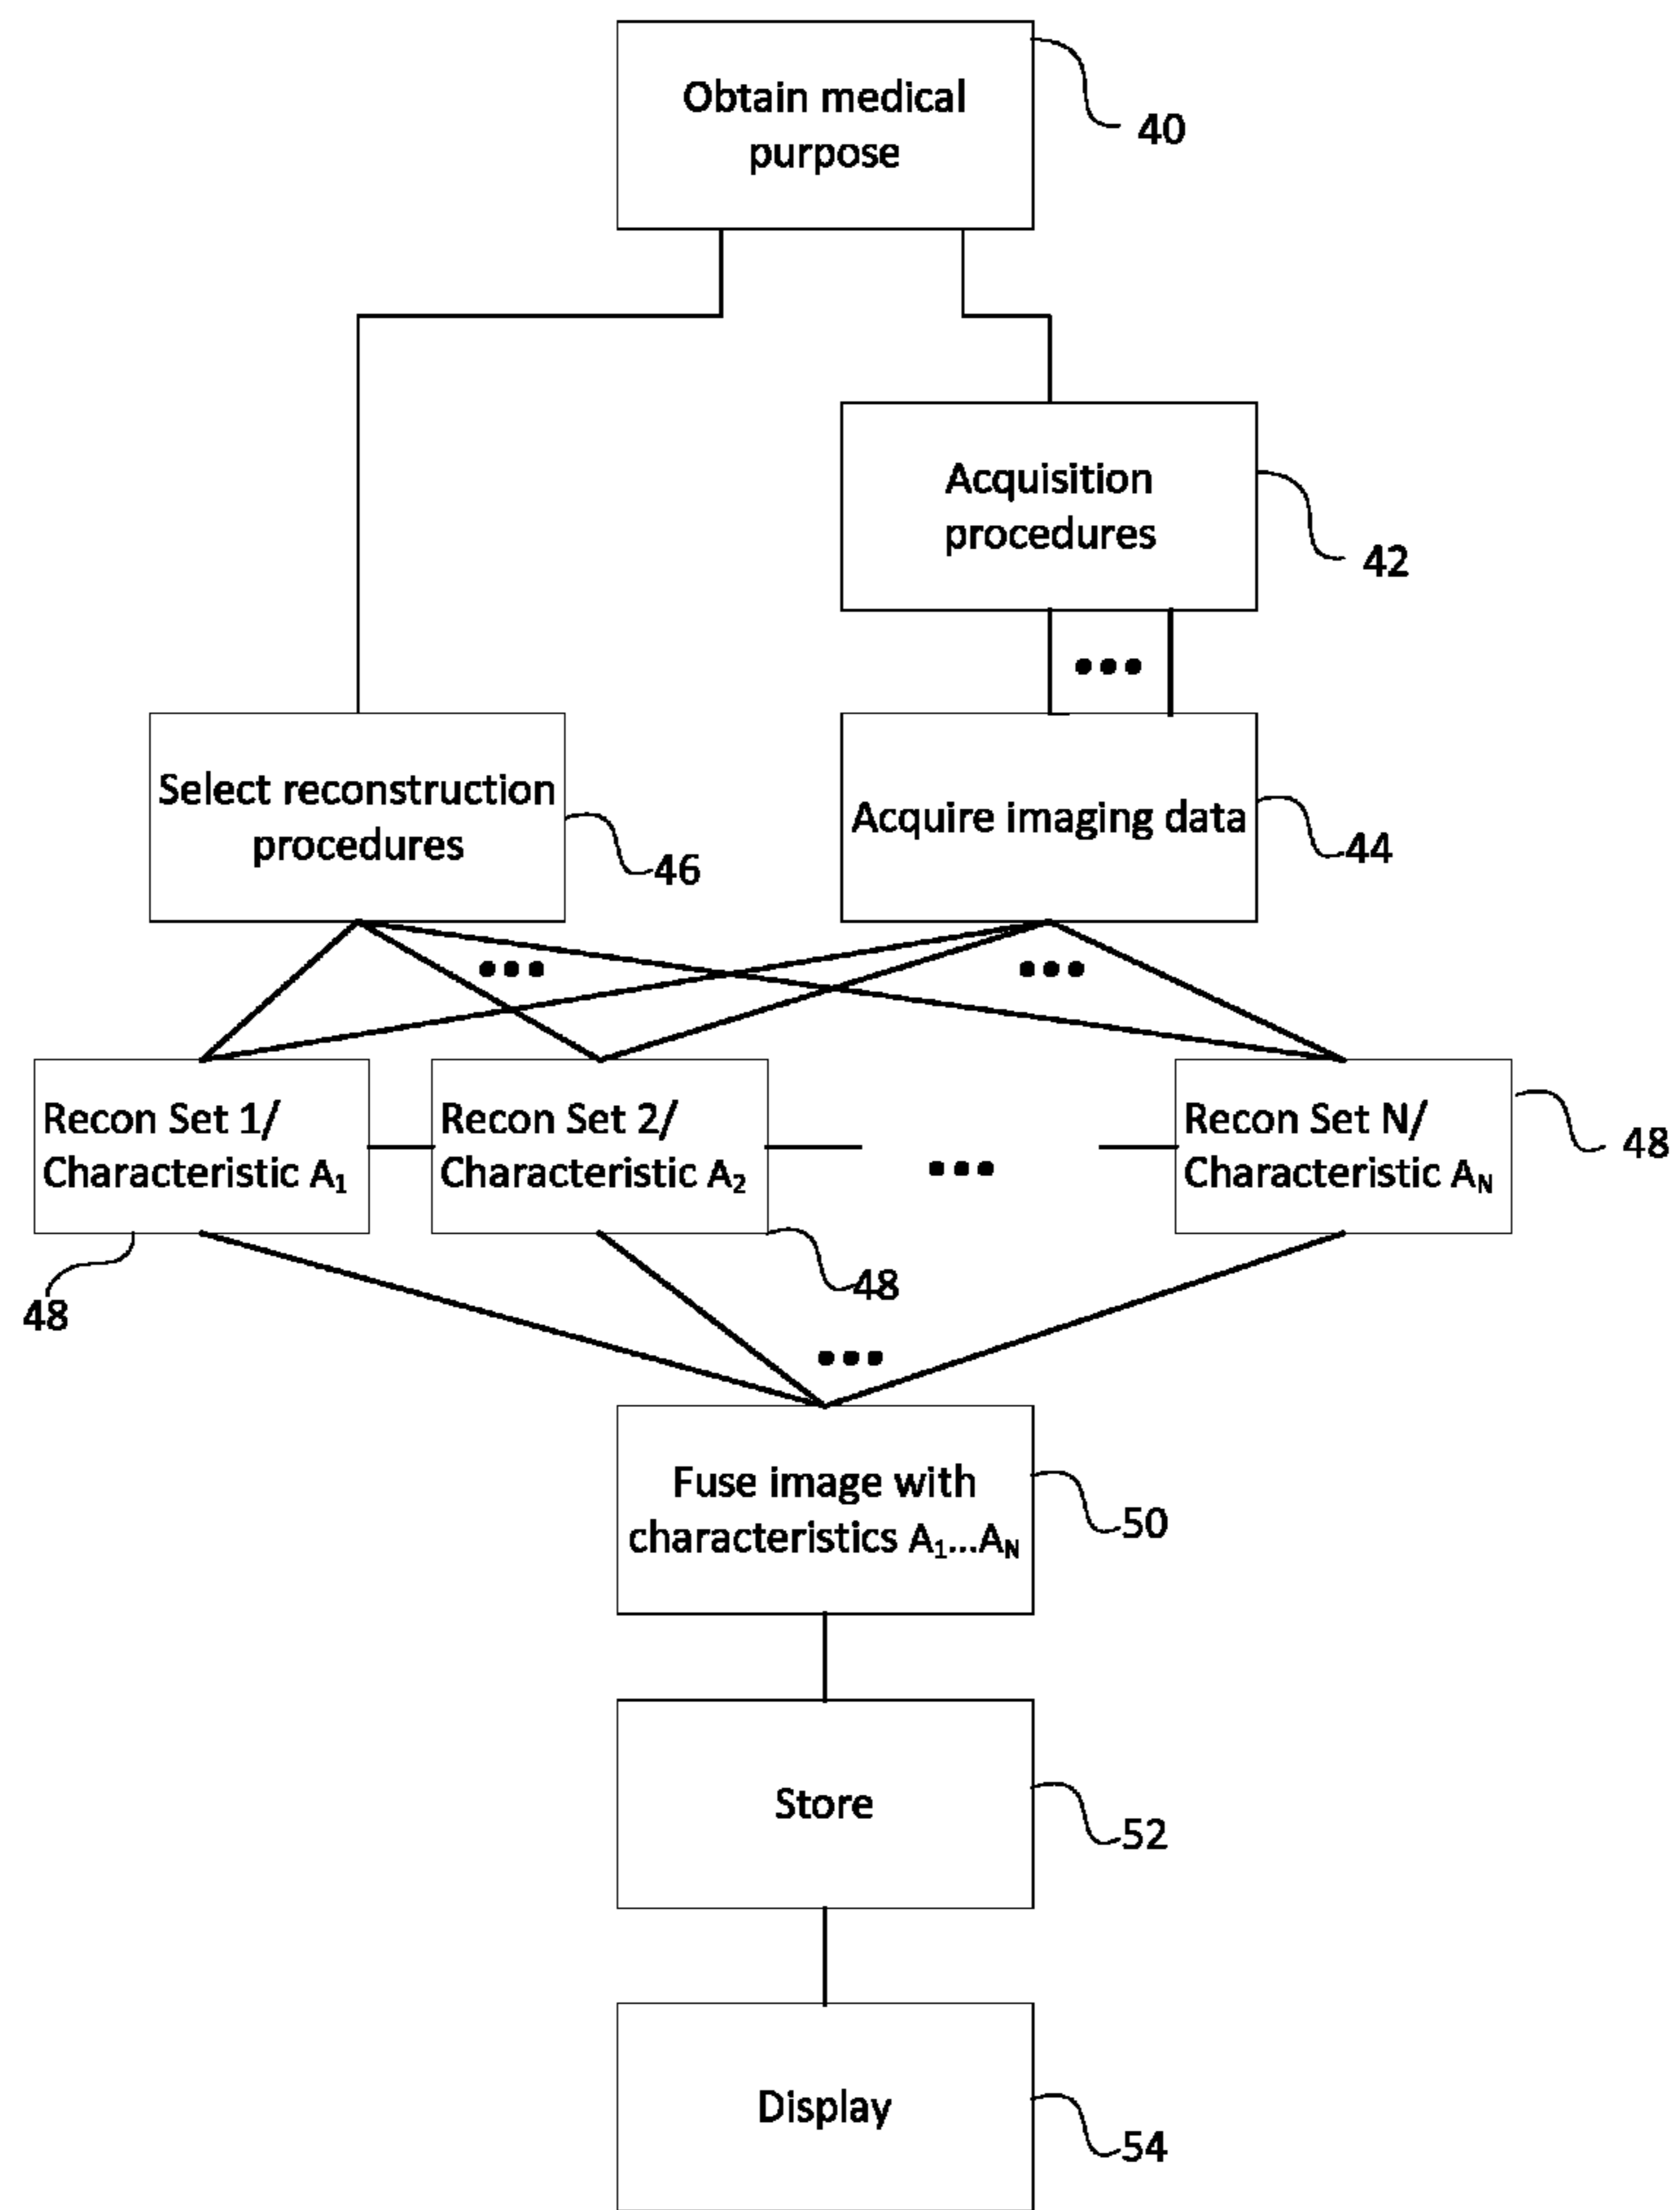 Obtain medical
purpose
40
Acquisition
procedures
42
•••
Select reconstruction
procedures
46
Acquire imaging data
44
••• •••
Recon Set 1/
Characteristic A₁
48
Recon Set 2/
Characteristic A₂
48
•••
Recon Set N/
Characteristic Aɴ
48
•••
Fuse image with
characteristics A₁...Aɴ
50
Store
52
Display
54